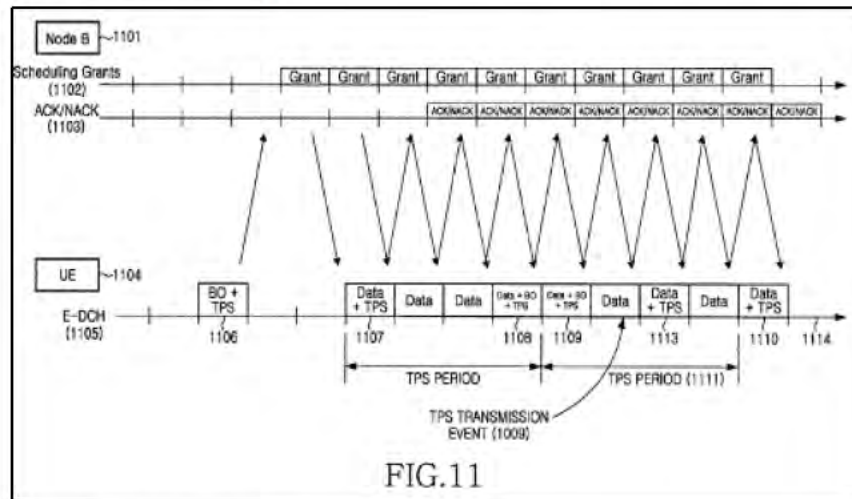 Node B 1101
Scheduling Grants
(1102)
Grant Grant Grant Grant Grant Grant Grant Grant Grant Grant
ACK/NACK
(1103)
ACK/NACK ACK/NACK ACK/NACK ACK/NACK ACK/NACK ACK/NACK ACK/NACK ACK/NACK
UE 1104
E-DCH
(1105)
BO +
TPS
Data
+ TPS
Data
Data
Data + BO
+ TPS
Data + BO
+ TPS
Data
Data
+ TPS
Data
Data
+ TPS
1106 1107 1108 1109 1113 1110 1114
TPS PERIOD TPS PERIOD (1111)
TPS TRANSMISSION
EVENT (1009)
FIG.11